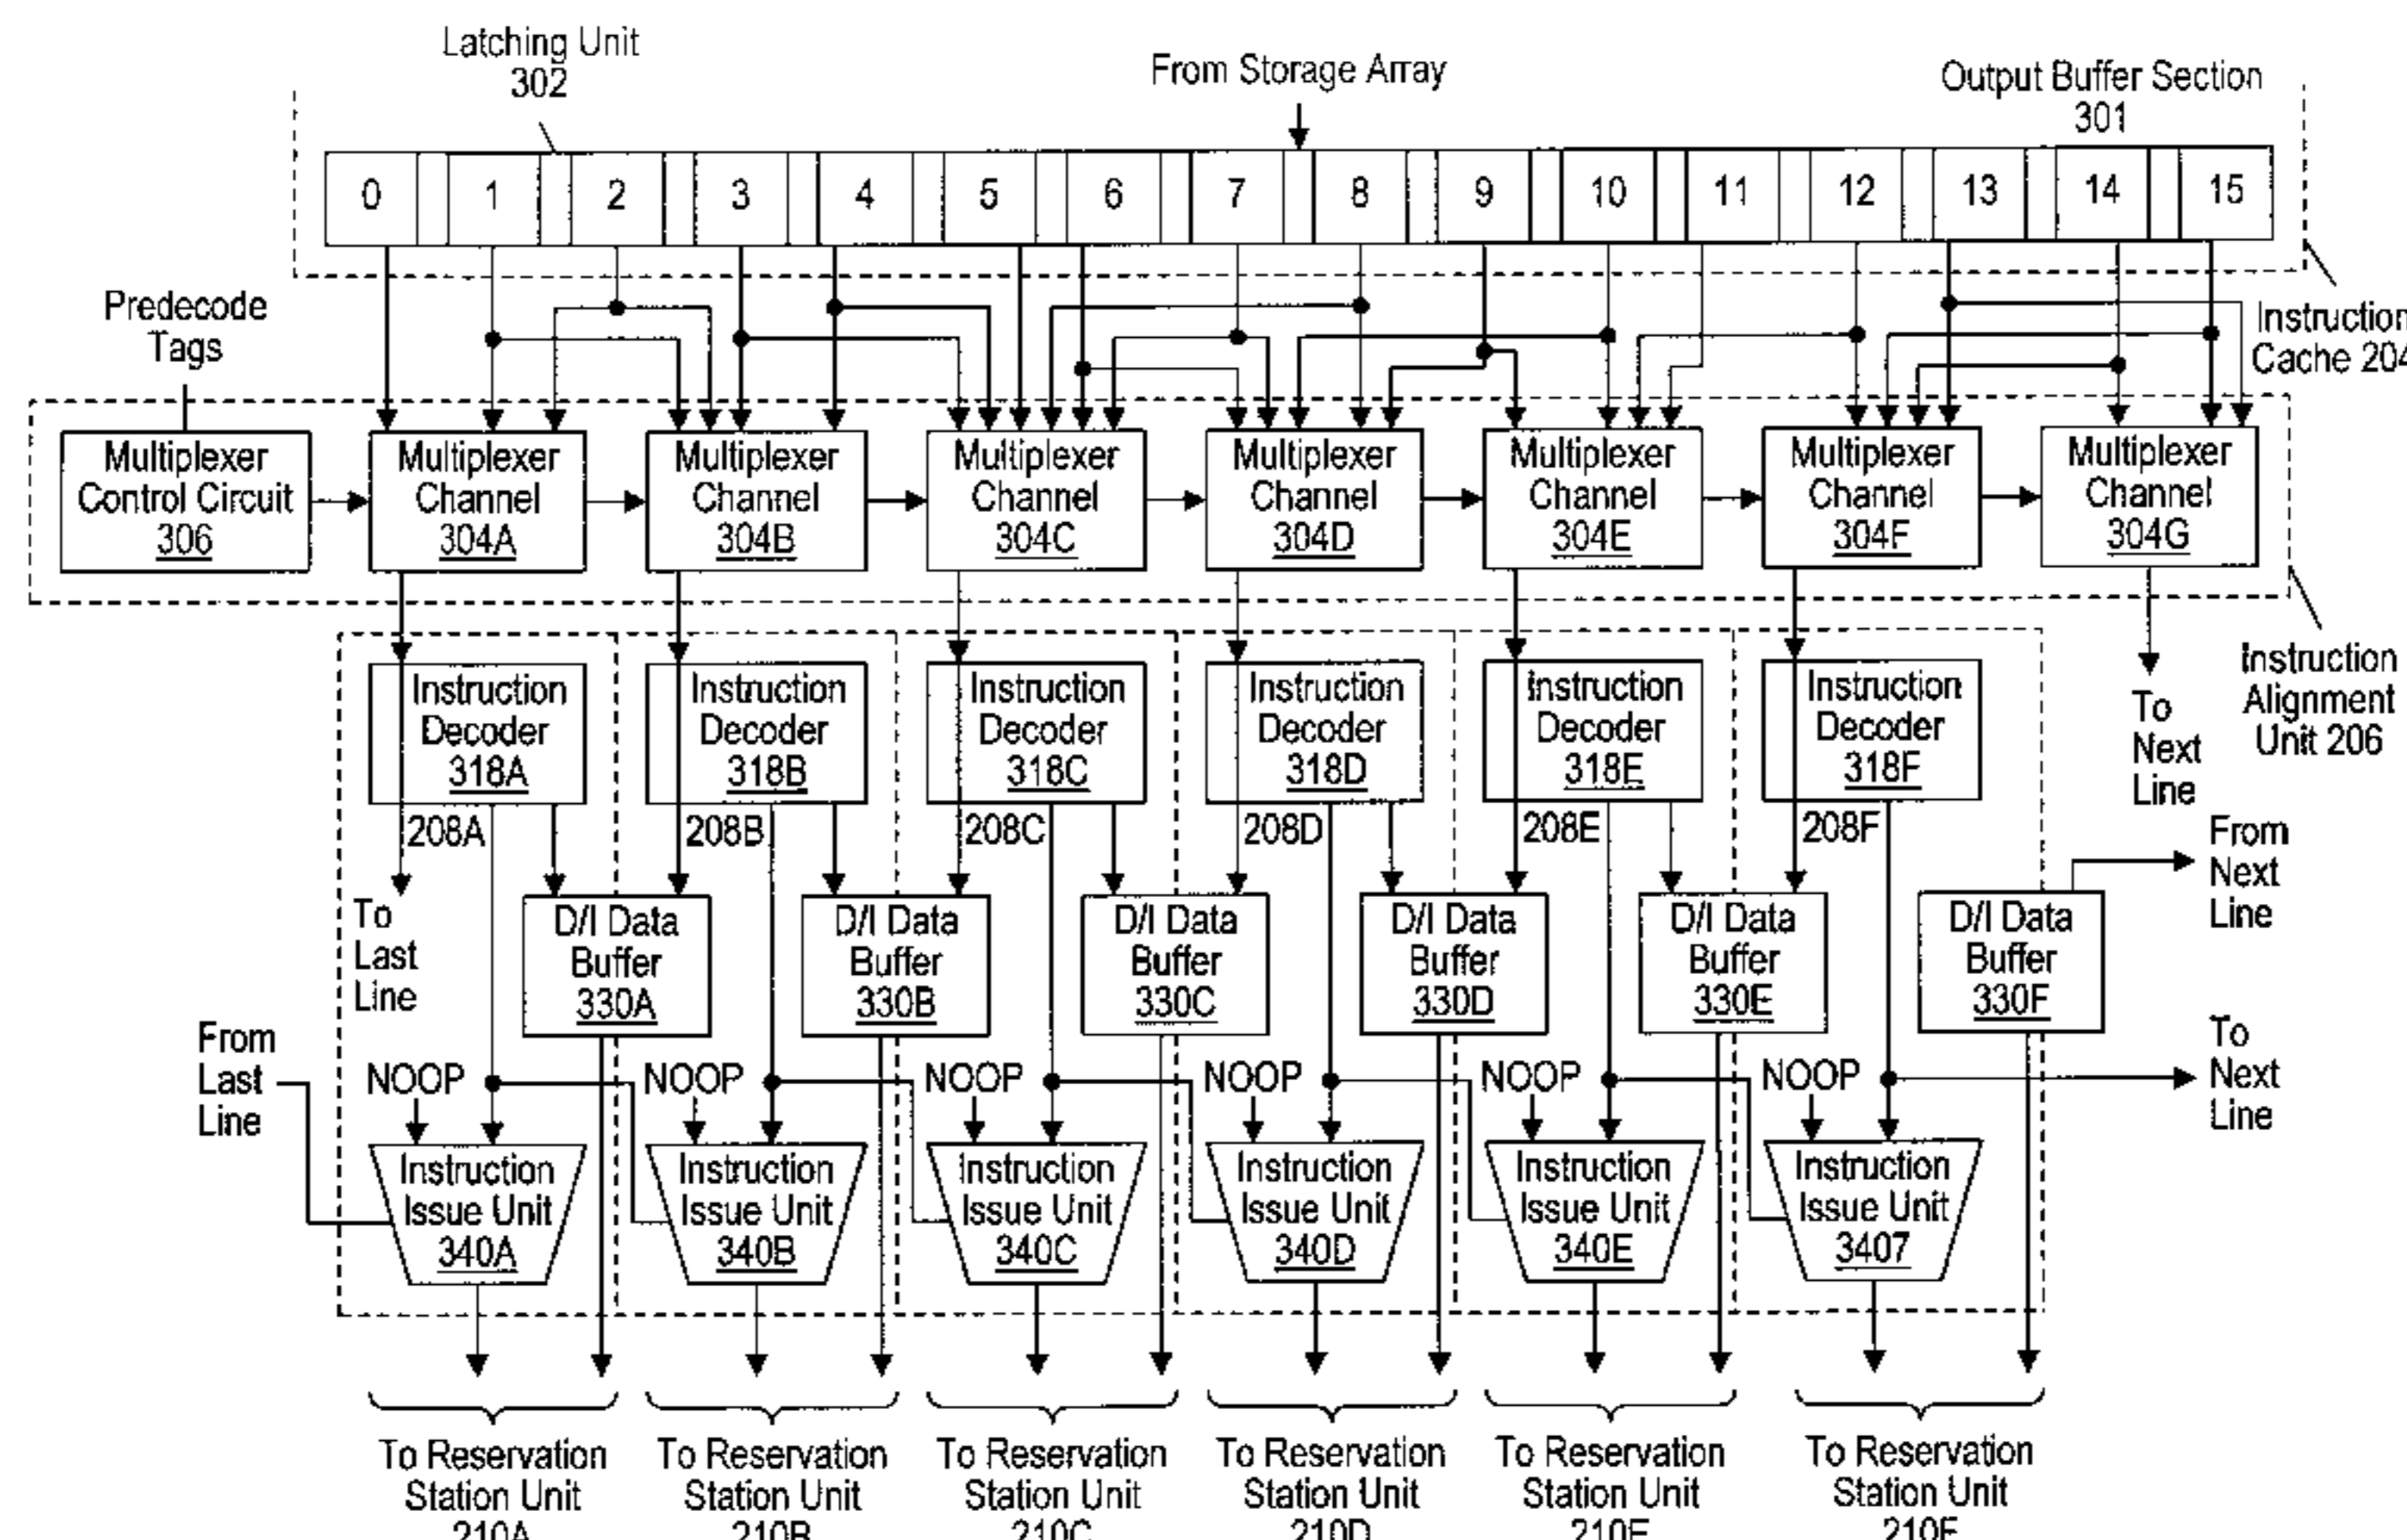 Latching Unit
302
From Storage Array
Output Buffer Section
301
0 1 2 3 4 5 6 7 8 9 10 11 12 13 14 15
Predecode
Tags
Instruction
Cache 204
Multiplexer
Control Circuit
306
Multiplexer
Channel
304A
Multiplexer
Channel
304B
Multiplexer
Channel
304C
Multiplexer
Channel
304D
Multiplexer
Channel
304E
Multiplexer
Channel
304F
Multiplexer
Channel
304G
Instruction
Alignment
Unit 206
To
Next
Line
Instruction
Decoder
318A
Instruction
Decoder
318B
Instruction
Decoder
318C
Instruction
Decoder
318D
Instruction
Decoder
318E
Instruction
Decoder
318F
208A
208B
208C
208D
208E
208F
To
Last
Line
D/I Data
Buffer
330A
D/I Data
Buffer
330B
D/I Data
Buffer
330C
D/I Data
Buffer
330D
D/I Data
Buffer
330E
D/I Data
Buffer
330F
From
Next
Line
From
Last
Line
NOOP
NOOP
NOOP
NOOP
NOOP
NOOP
To
Next
Line
Instruction
Issue Unit
340A
Instruction
Issue Unit
340B
Instruction
Issue Unit
340C
Instruction
Issue Unit
340D
Instruction
Issue Unit
340E
Instruction
Issue Unit
3407
To Reservation
Station Unit
210A
To Reservation
Station Unit
210B
To Reservation
Station Unit
210C
To Reservation
Station Unit
210D
To Reservation
Station Unit
210E
To Reservation
Station Unit
210F